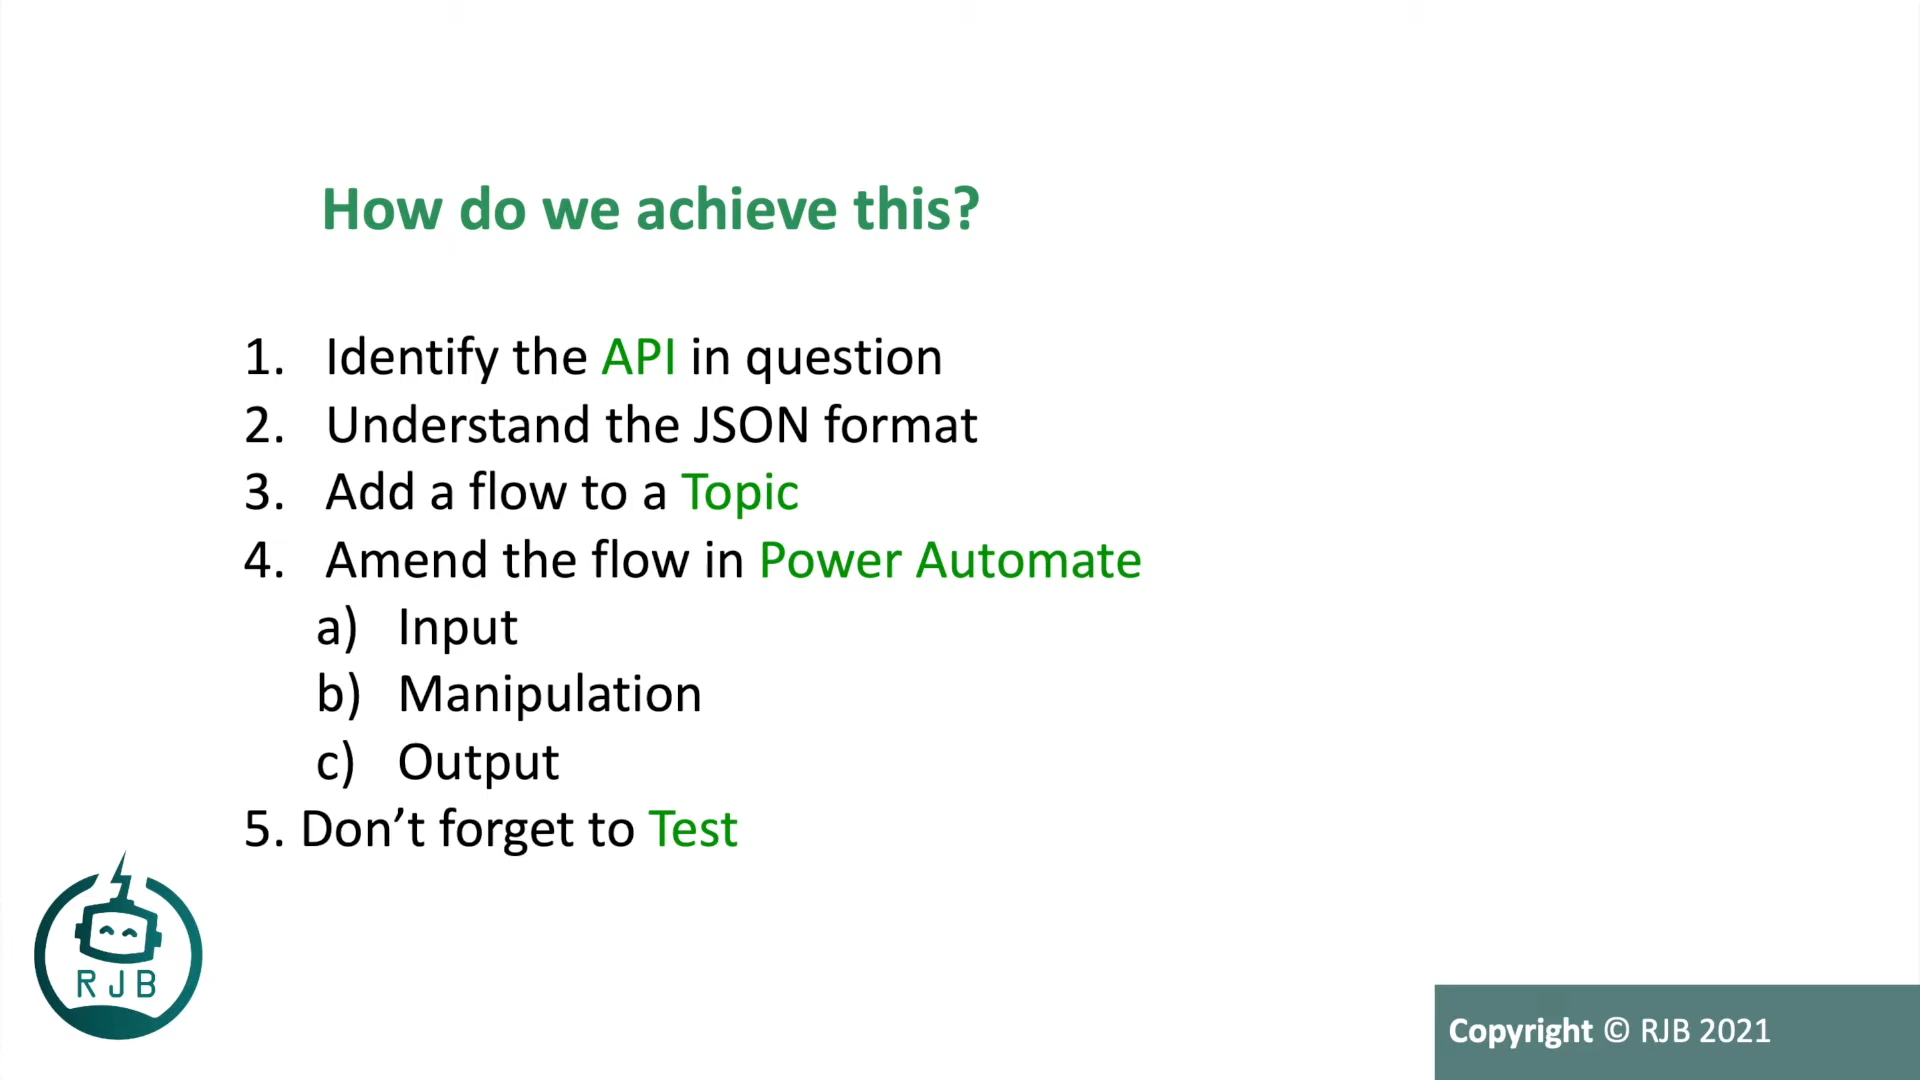 How do we achieve this?
1. Identify the API in question
2. Understand the JSON format
3. Add a flow to a Topic
4. Amend the flow in Power Automate
a) Input
b) Manipulation
c) Output
5. Don’t forget to Test
RJB
Copyright © RJB 2021